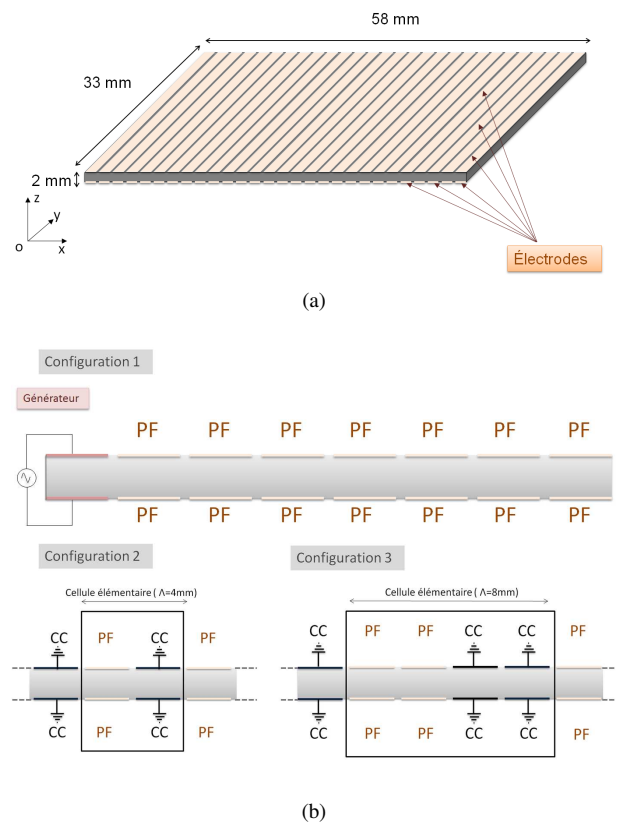 58 mm
33 mm
2 mm
z
y
o
x
Électrodes
(a)
Configuration 1
Générateur
PF PF PF PF PF PF PF
PF PF PF PF PF PF PF
Configuration 2
Configuration 3
Cellule élémentaire ( Λ=4mm)
Cellule élémentaire ( Λ=8mm)
CC PF CC PF
CC PF PF CC CC PF
CC PF CC PF
CC PF PF CC CC PF
(b)